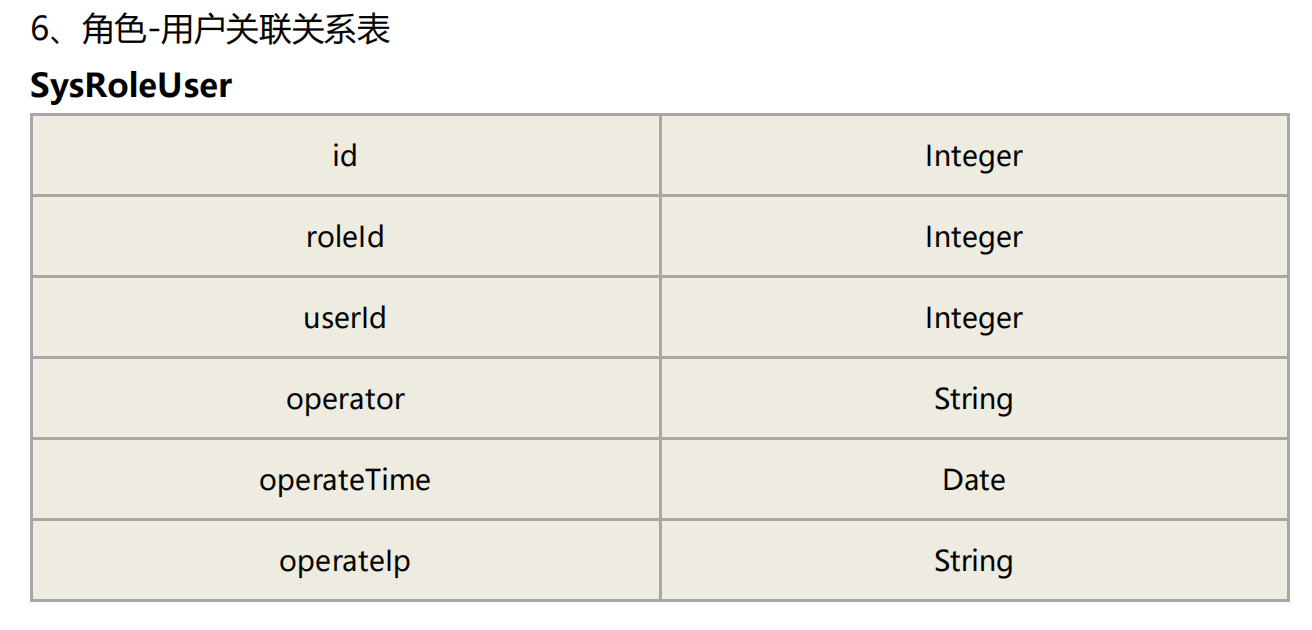 6、角色-用户关联关系表
SysRoleUser
id Integer
roleId Integer
userId Integer
operator String
operateTime Date
operateIp String